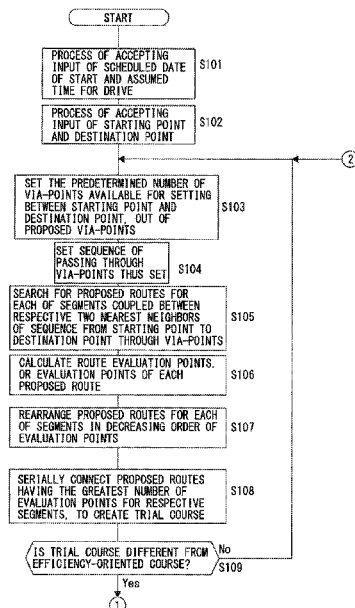 START
PROCESS OF ACCEPTING
INPUT OF SCHEDULED DATE
OF START AND ASSUMED
TIME FOR DRIVE
S101
PROCESS OF ACCEPTING
INPUT OF STARTING POINT
AND DESTINATION POINT
S102
2
SET THE PREDETERMINED NUMBER OF
VIA-POINTS AVAILABLE FOR SETTING
BETWEEN STARTING POINT AND
DESTINATION POINT, OUT OF
PROPOSED VIA-POINTS
S103
SET SEQUENCE OF
PASSING THROUGH
VIA-POINTS THUS SET
S104
SEARCH FOR PROPOSED ROUTES FOR
EACH OF SEGMENTS COUPLED BETWEEN
RESPECTIVE TWO NEAREST NEIGHBORS
OF SEQUENCE FROM STARTING POINT TO
DESTINATION POINT THROUGH VIA-POINTS
S105
CALCULATE ROUTE EVALUATION POINTS,
OR EVALUATION POINTS OF EACH
PROPOSED ROUTE
S106
REARRANGE PROPOSED ROUTES FOR EACH
OF SEGMENTS IN DECREASING ORDER OF
EVALUATION POINTS
S107
SERIALLY CONNECT PROPOSED ROUTES
HAVING THE GREATEST NUMBER OF
EVALUATION POINTS FOR RESPECTIVE
SEGMENTS, TO CREATE TRIAL COURSE
S108
IS TRIAL COURSE DIFFERENT FROM
EFFICIENCY-ORIENTED COURSE?
No
S109
Yes
1